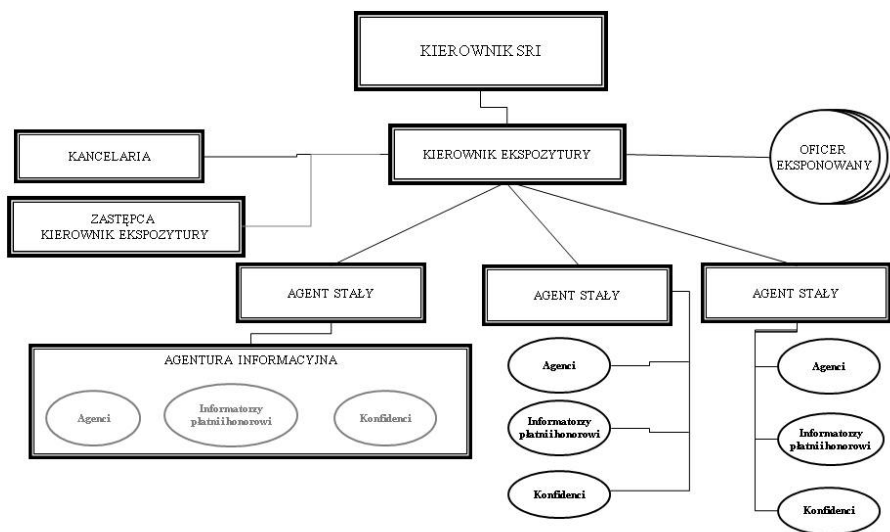 KIEROWNIK SRI
KANCELARIA
KIEROWNIK EKSPOZYTURY
OFICER
EKSPONOWANY
ZASTĘPCA
KIEROWNIK EKSPOZYTURY
AGENT STAŁY
AGENT STAŁY
AGENT STAŁY
AGENTURA INFORMACYJNA
Agenci
Informatorzy
płatni i honorowi
Konfidenci
Agenci
Informatorzy
płatni i honorowi
Konfidenci
Agenci
Informatorzy
płatni i honorowi
Konfidenci